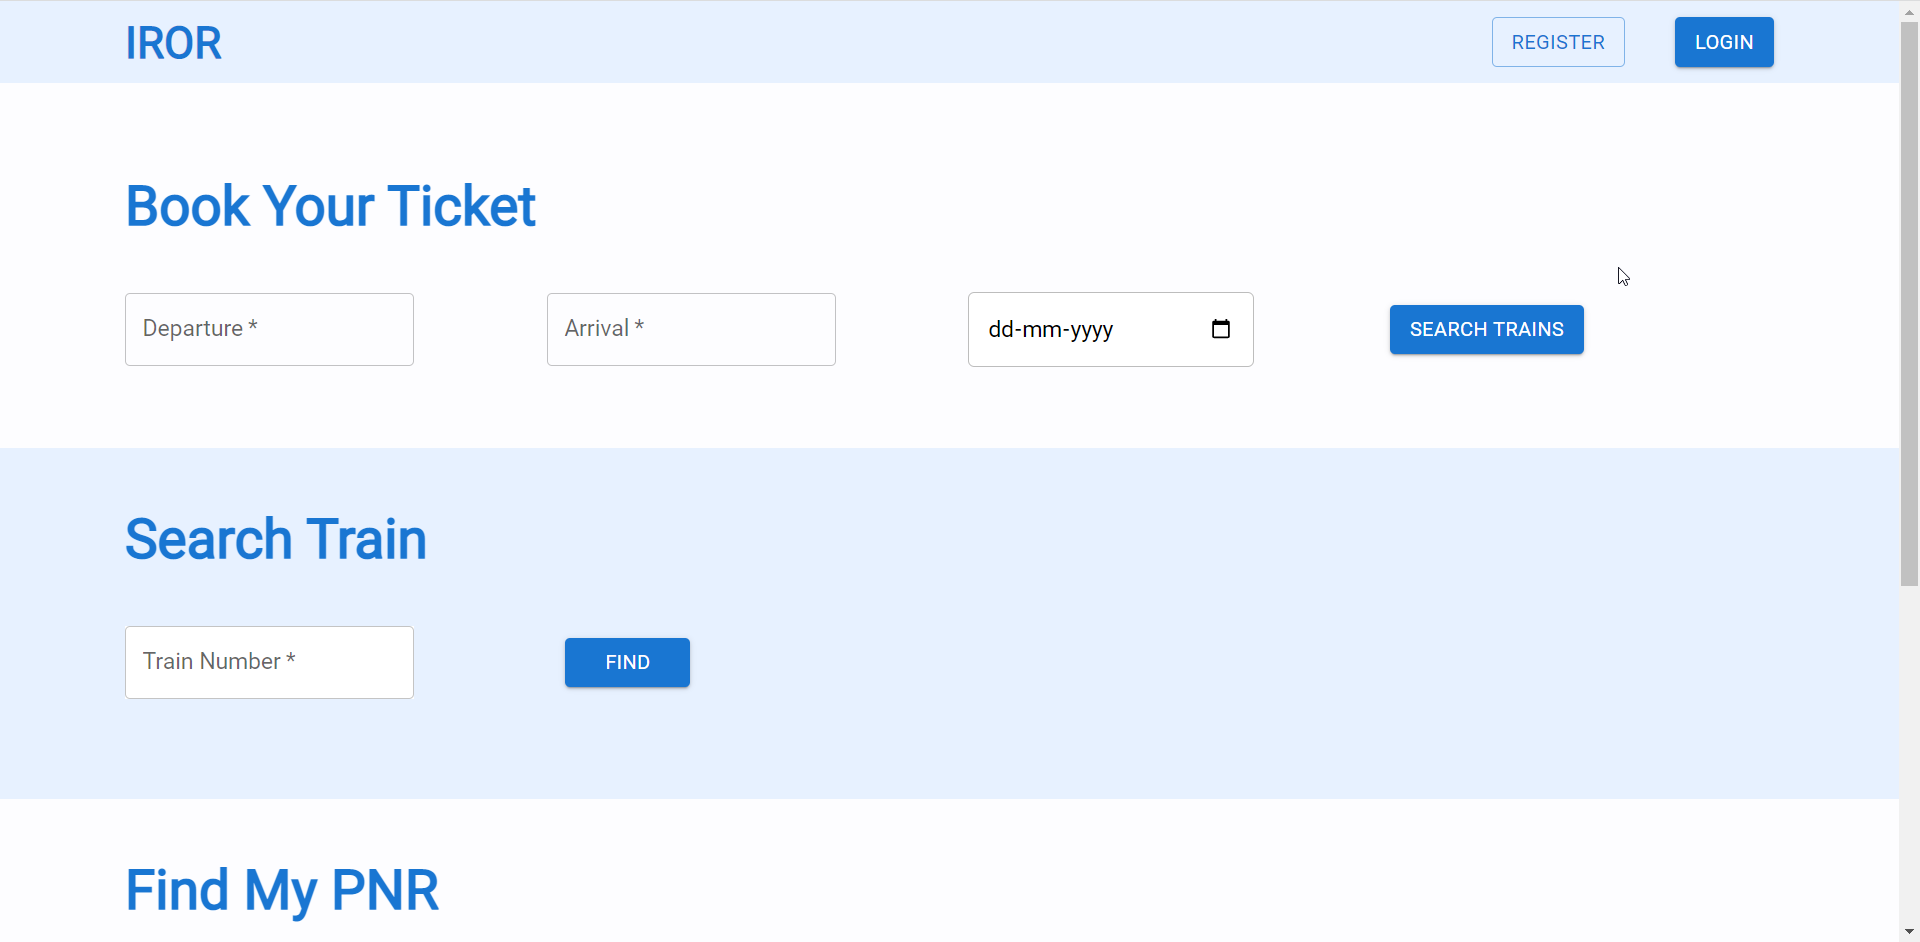 IROR
REGISTER
LOGIN
Book Your Ticket
Departure *
Arrival *
dd-mm-yyyy
SEARCH TRAINS
Search Train
Train Number *
FIND
Find My PNR